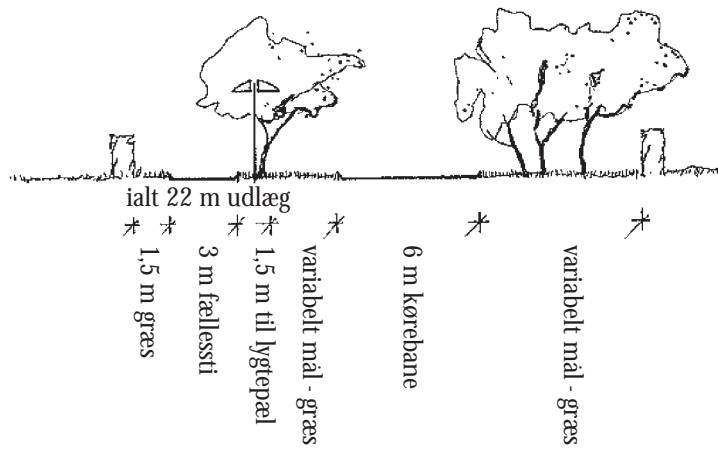 ialt 22 m udlæg
1,5 m græs
3 m fællessti
1,5 m til lygtepæl
variabelt mål - græs
6 m kørebane
variabelt mål - græs